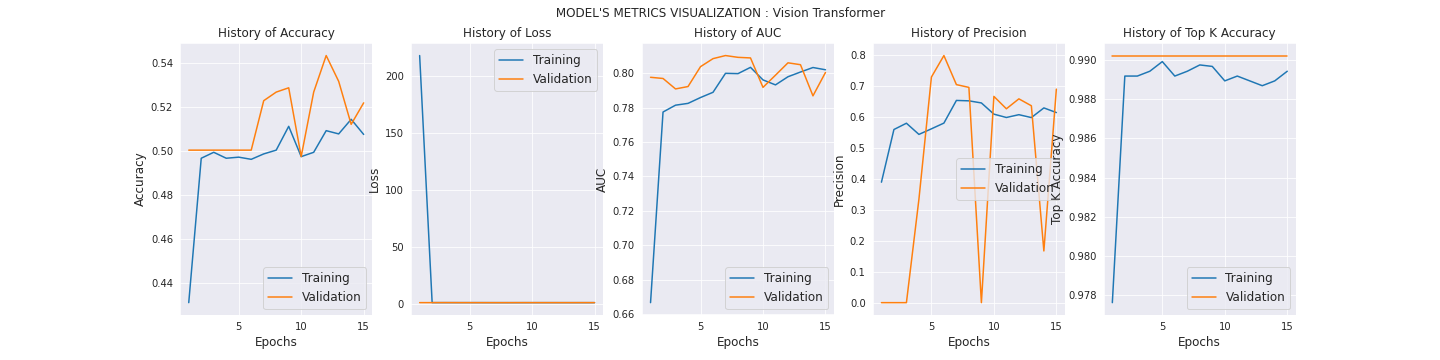 MODEL'S METRICS VISUALIZATION : Vision Transformer
History of Accuracy
Accuracy
0.54
0.52
0.50
0.48
0.46
0.44
Training
Validation
5
10
15
Epochs
History of Loss
Loss
200
150
100
50
0
Training
Validation
5
10
15
Epochs
History of AUC
AUC
0.80
0.78
0.76
0.74
0.72
0.70
0.68
0.66
Training
Validation
5
10
15
Epochs
History of Precision
Precision
0.8
0.7
0.6
0.5
0.4
0.3
0.2
0.1
0.0
Training
Validation
5
10
15
Epochs
History of Top K Accuracy
Top K Accuracy
0.990
0.988
0.986
0.984
0.982
0.980
0.978
Training
Validation
5
10
15
Epochs